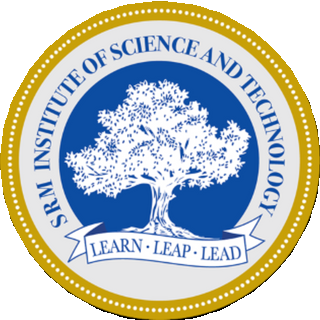 SRM INSTITUTE OF SCIENCE AND TECHNOLOGY
LEARN · LEAP · LEAD